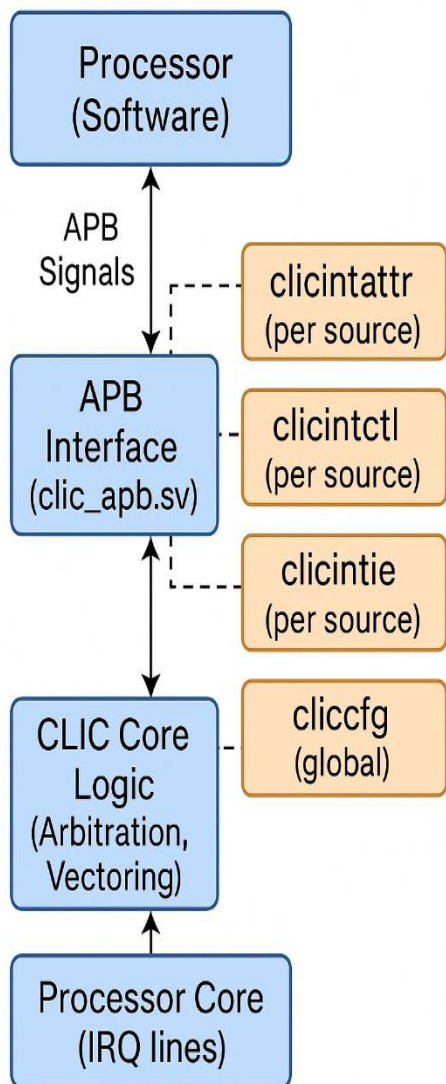 Processor
(Software)
APB
Signals
clicintattr
(per source)
APB
Interface
(clic_apb.sv)
clicintctl
(per source)
clicintie
(per source)
CLIC Core
Logic
(Arbitration,
Vectoring)
cliccfg
(global)
Processor Core
(IRQ lines)